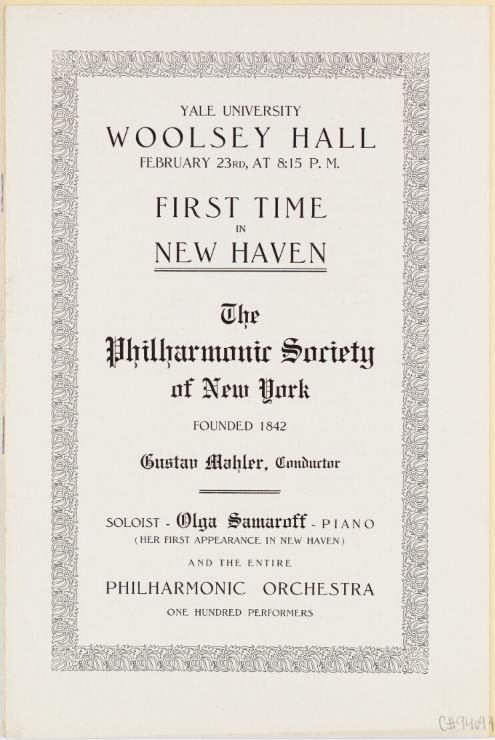 YALE UNIVERSITY
WOOLSEY HALL
FEBRUARY 23RD, AT 8:15 P. M.
FIRST TIME
IN
NEW HAVEN
The
Philharmonic Society
of New York
FOUNDED 1842
Gustav Mahler, Conductor
SOLOIST - Olga Samaroff - PIANO
(HER FIRST APPEARANCE IN NEW HAVEN)
AND THE ENTIRE
PHILHARMONIC ORCHESTRA
ONE HUNDRED PERFORMERS